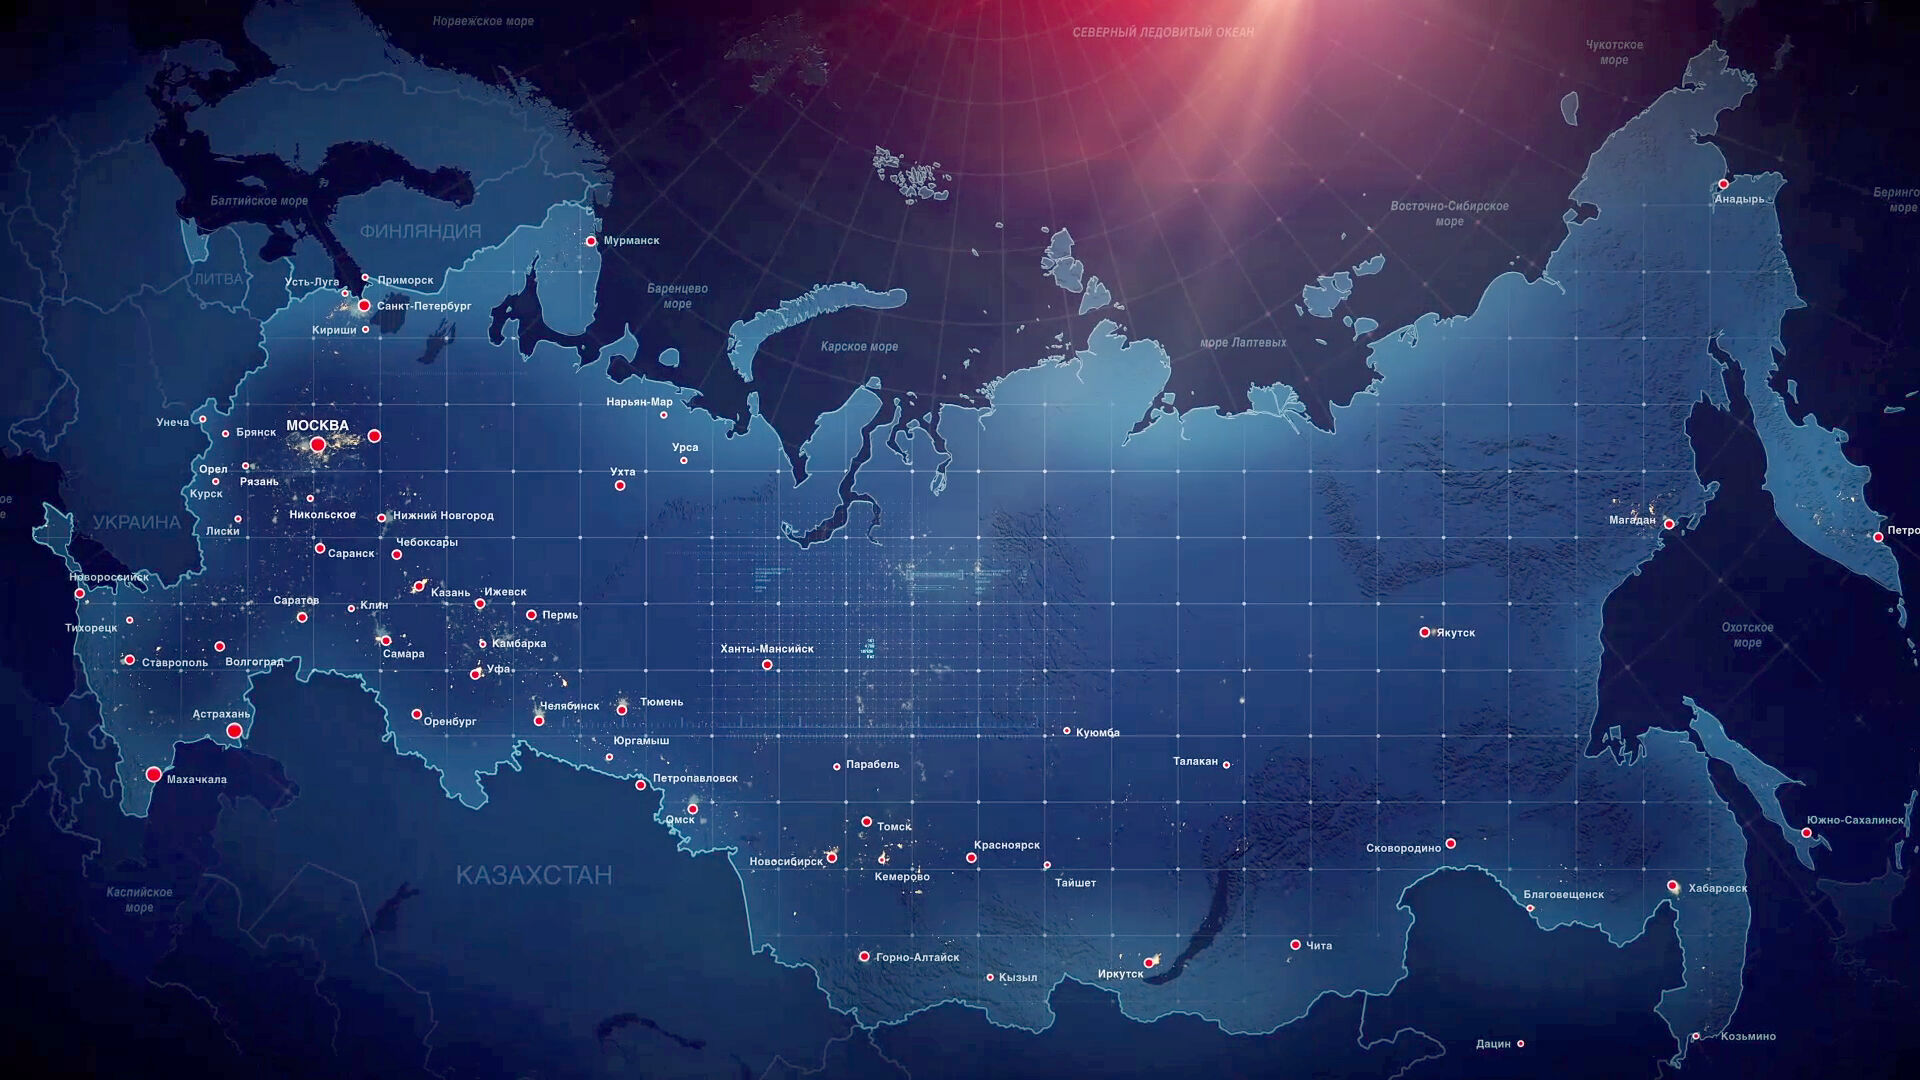 Норвежское море
СЕВЕРНЫЙ ЛЕДОВИТЫЙ ОКЕАН
Чукотское
море
Балтийское море
Восточно-Сибирское
море
Анадырь
ФИНЛЯНДИЯ
Мурманск
ЛИТВА
Усть-Луга
Приморск
Баренцево
море
Санкт-Петербург
Кириши
Карское море
море Лаптевых
Нарьян-Мар
Унеча
МОСКВА
Брянск
Урса
Орел
Ухта
Рязань
Курск
Никольское
Нижний Новгород
УКРАИНА
Магадан
Лиски
Петро
Чебоксары
Саранск
Новороссийск
Казань
Ижевск
Саратов
Клин
Пермь
Тихорецк
Якутск
Охотское
море
Камбарка
Самара
Ханты-Мансийск
Ставрополь
Волгоград
Уфа
Астрахань
Оренбург
Челябинск
Тюмень
Куюмба
Юргамыш
Парабель
Талакан
Махачкала
Петропавловск
Омск
Томск
Южно-Сахалинск
Новосибирск
Красноярск
Сковородино
КАЗАХСТАН
Кемерово
Тайшет
Каспийское
море
Благовещенск
Хабаровск
Горно-Алтайск
Кызыл
Иркутск
Чита
Дацин
Козьмино